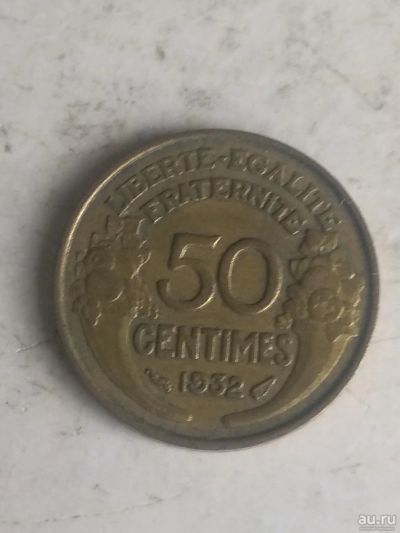 LIBERTE-EGALITE
FRATERNITE
50
CENTIMES
1932
au.ru